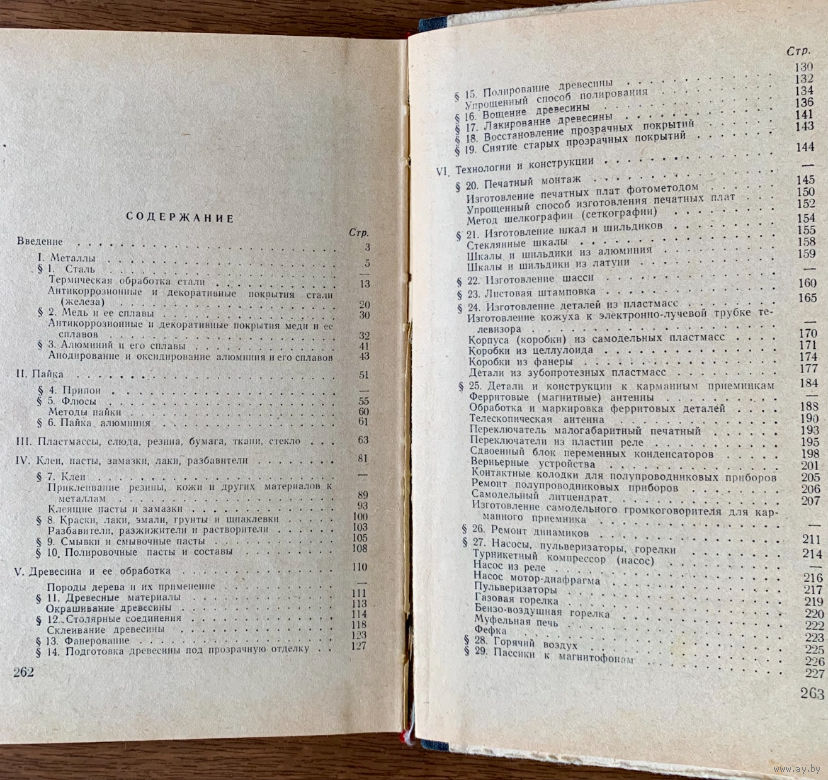 СОДЕРЖАНИЕ
Стр.
Введение 3
I. Металлы 5
§ 1. Сталь —
Термическая обработка стали 13
Антикоррозионные и декоративные покрытия стали
(железа) 20
§ 2. Медь и ее сплавы 30
Антикоррозионные и декоративные покрытия меди и ее
сплавов 32
§ 3. Алюминий и его сплавы 41
Анодирование и оксидирование алюминия и его сплавов 43
II. Пайка 51
§ 4. Припои —
§ 5. Флюсы 55
Методы пайки 60
§ 6. Пайка алюминия 61
III. Пластмассы, слюда, резина, бумага, ткани, стекло 63
IV. Клеи, пасты, замазки, лаки, разбавители 81
§ 7. Клеи —
Приклеивание резины, кожи и других материалов к
металлам 89
Клеящие пасты и замазки 93
§ 8. Краски, лаки, эмали, грунты и шпаклевки 100
Разбавители, разжижители и растворители 103
§ 9. Смывки и смывочные пасты 105
§ 10. Полировочные пасты и составы 108
V. Древесина и ее обработка 110
Породы дерева и их применение —
§ 11. Древесные материалы 111
Окрашивание древесины 113
§ 12. Столярные соединения 114
Склеивание древесины 118
§ 13. Фанерование 123
§ 14. Подготовка древесины под прозрачную отделку 127
262
Стр.
§ 15. Полирование древесины 130
Упрощенный способ полирования 132
§ 16. Вощение древесины 134
§ 17. Лакирование древесины 136
§ 18. Восстановление прозрачных покрытий 141
§ 19. Снятие старых прозрачных покрытий 143
VI. Технологии и конструкции 144
§ 20. Печатный монтаж —
Изготовление печатных плат фотометодом 145
Упрощенный способ изготовления печатных плат 150
Метод шелкографии (сеткографии) 152
§ 21. Изготовление шкал и шильдиков 154
Стеклянные шкалы 155
Шкалы и шильдики из алюминия 158
Шкалы и шильдики из латуни 159
§ 22. Изготовление шасси
§ 23. Листовая штамповка 160
§ 24. Изготовление деталей из пластмасс 165
Изготовление кожуха к электронно-лучевой трубке те-
левизора —
Корпуса (коробки) из самодельных пластмасс 170
Коробки из целлулоида 171
Коробки из фанеры 174
Детали из зубопротезных пластмасс 177
§ 25. Детали и конструкции к карманным приемникам 184
Ферритовые (магнитные) антенны —
Обработка и маркировка ферритовых деталей 188
Телескопическая антенна 190
Переключатель малогабаритный печатный 193
Переключатели из пластин реле 195
Сдвоенный блок переменных конденсаторов 198
Верньерные устройства 201
Контактные колодки для полупроводниковых приборов 205
Ремонт полупроводниковых приборов 206
Самодельный литцендрат 207
Изготовление самодельного громкоговорителя для кар-
манного приемника —
§ 26. Ремонт динамиков 211
§ 27. Насосы, пульверизаторы, горелки 214
Турникетный компрессор (насос) —
Насос из реле 216
Насос мотор-диафрагма 217
Пульверизаторы 219
Газовая горелка 220
Бензо-воздушная горелка 222
Муфельная печь 223
Фефка 225
§ 28. Горячий воздух 226
§ 29. Пассики к магнитофонам 227
263
www.ay.by